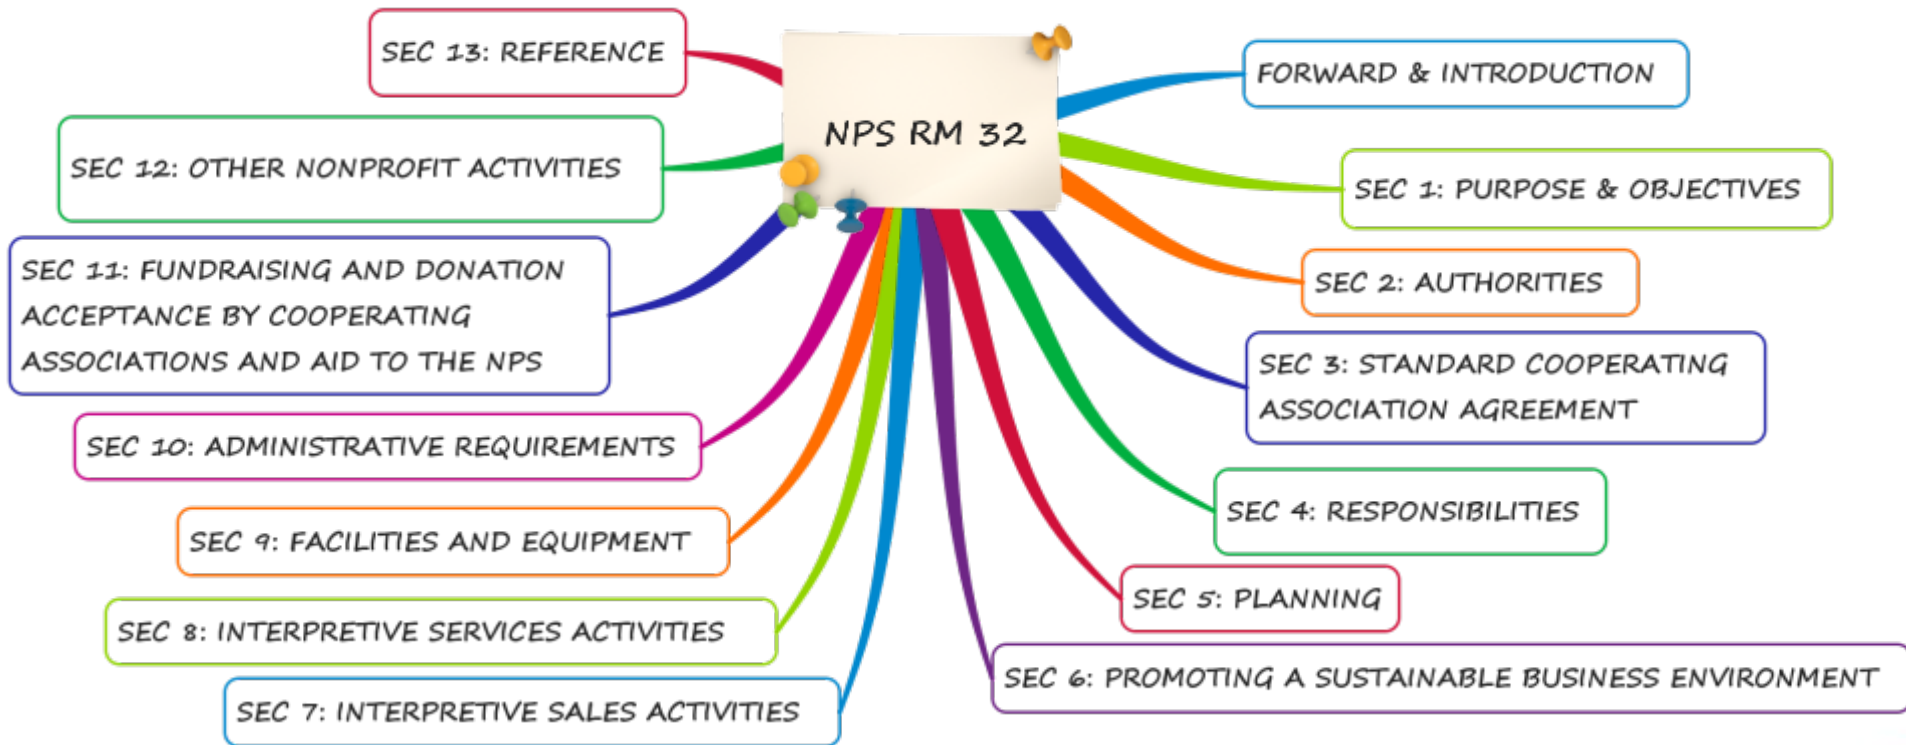 NPS RM 32
FORWARD & INTRODUCTION
SEC 1: PURPOSE & OBJECTIVES
SEC 2: AUTHORITIES
SEC 3: STANDARD COOPERATING
ASSOCIATION AGREEMENT
SEC 4: RESPONSIBILITIES
SEC 5: PLANNING
SEC 6: PROMOTING A SUSTAINABLE BUSINESS ENVIRONMENT
SEC 7: INTERPRETIVE SALES ACTIVITIES
SEC 8: INTERPRETIVE SERVICES ACTIVITIES
SEC 9: FACILITIES AND EQUIPMENT
SEC 10: ADMINISTRATIVE REQUIREMENTS
SEC 11: FUNDRAISING AND DONATION
ACCEPTANCE BY COOPERATING
ASSOCIATIONS AND AID TO THE NPS
SEC 12: OTHER NONPROFIT ACTIVITIES
SEC 13: REFERENCE